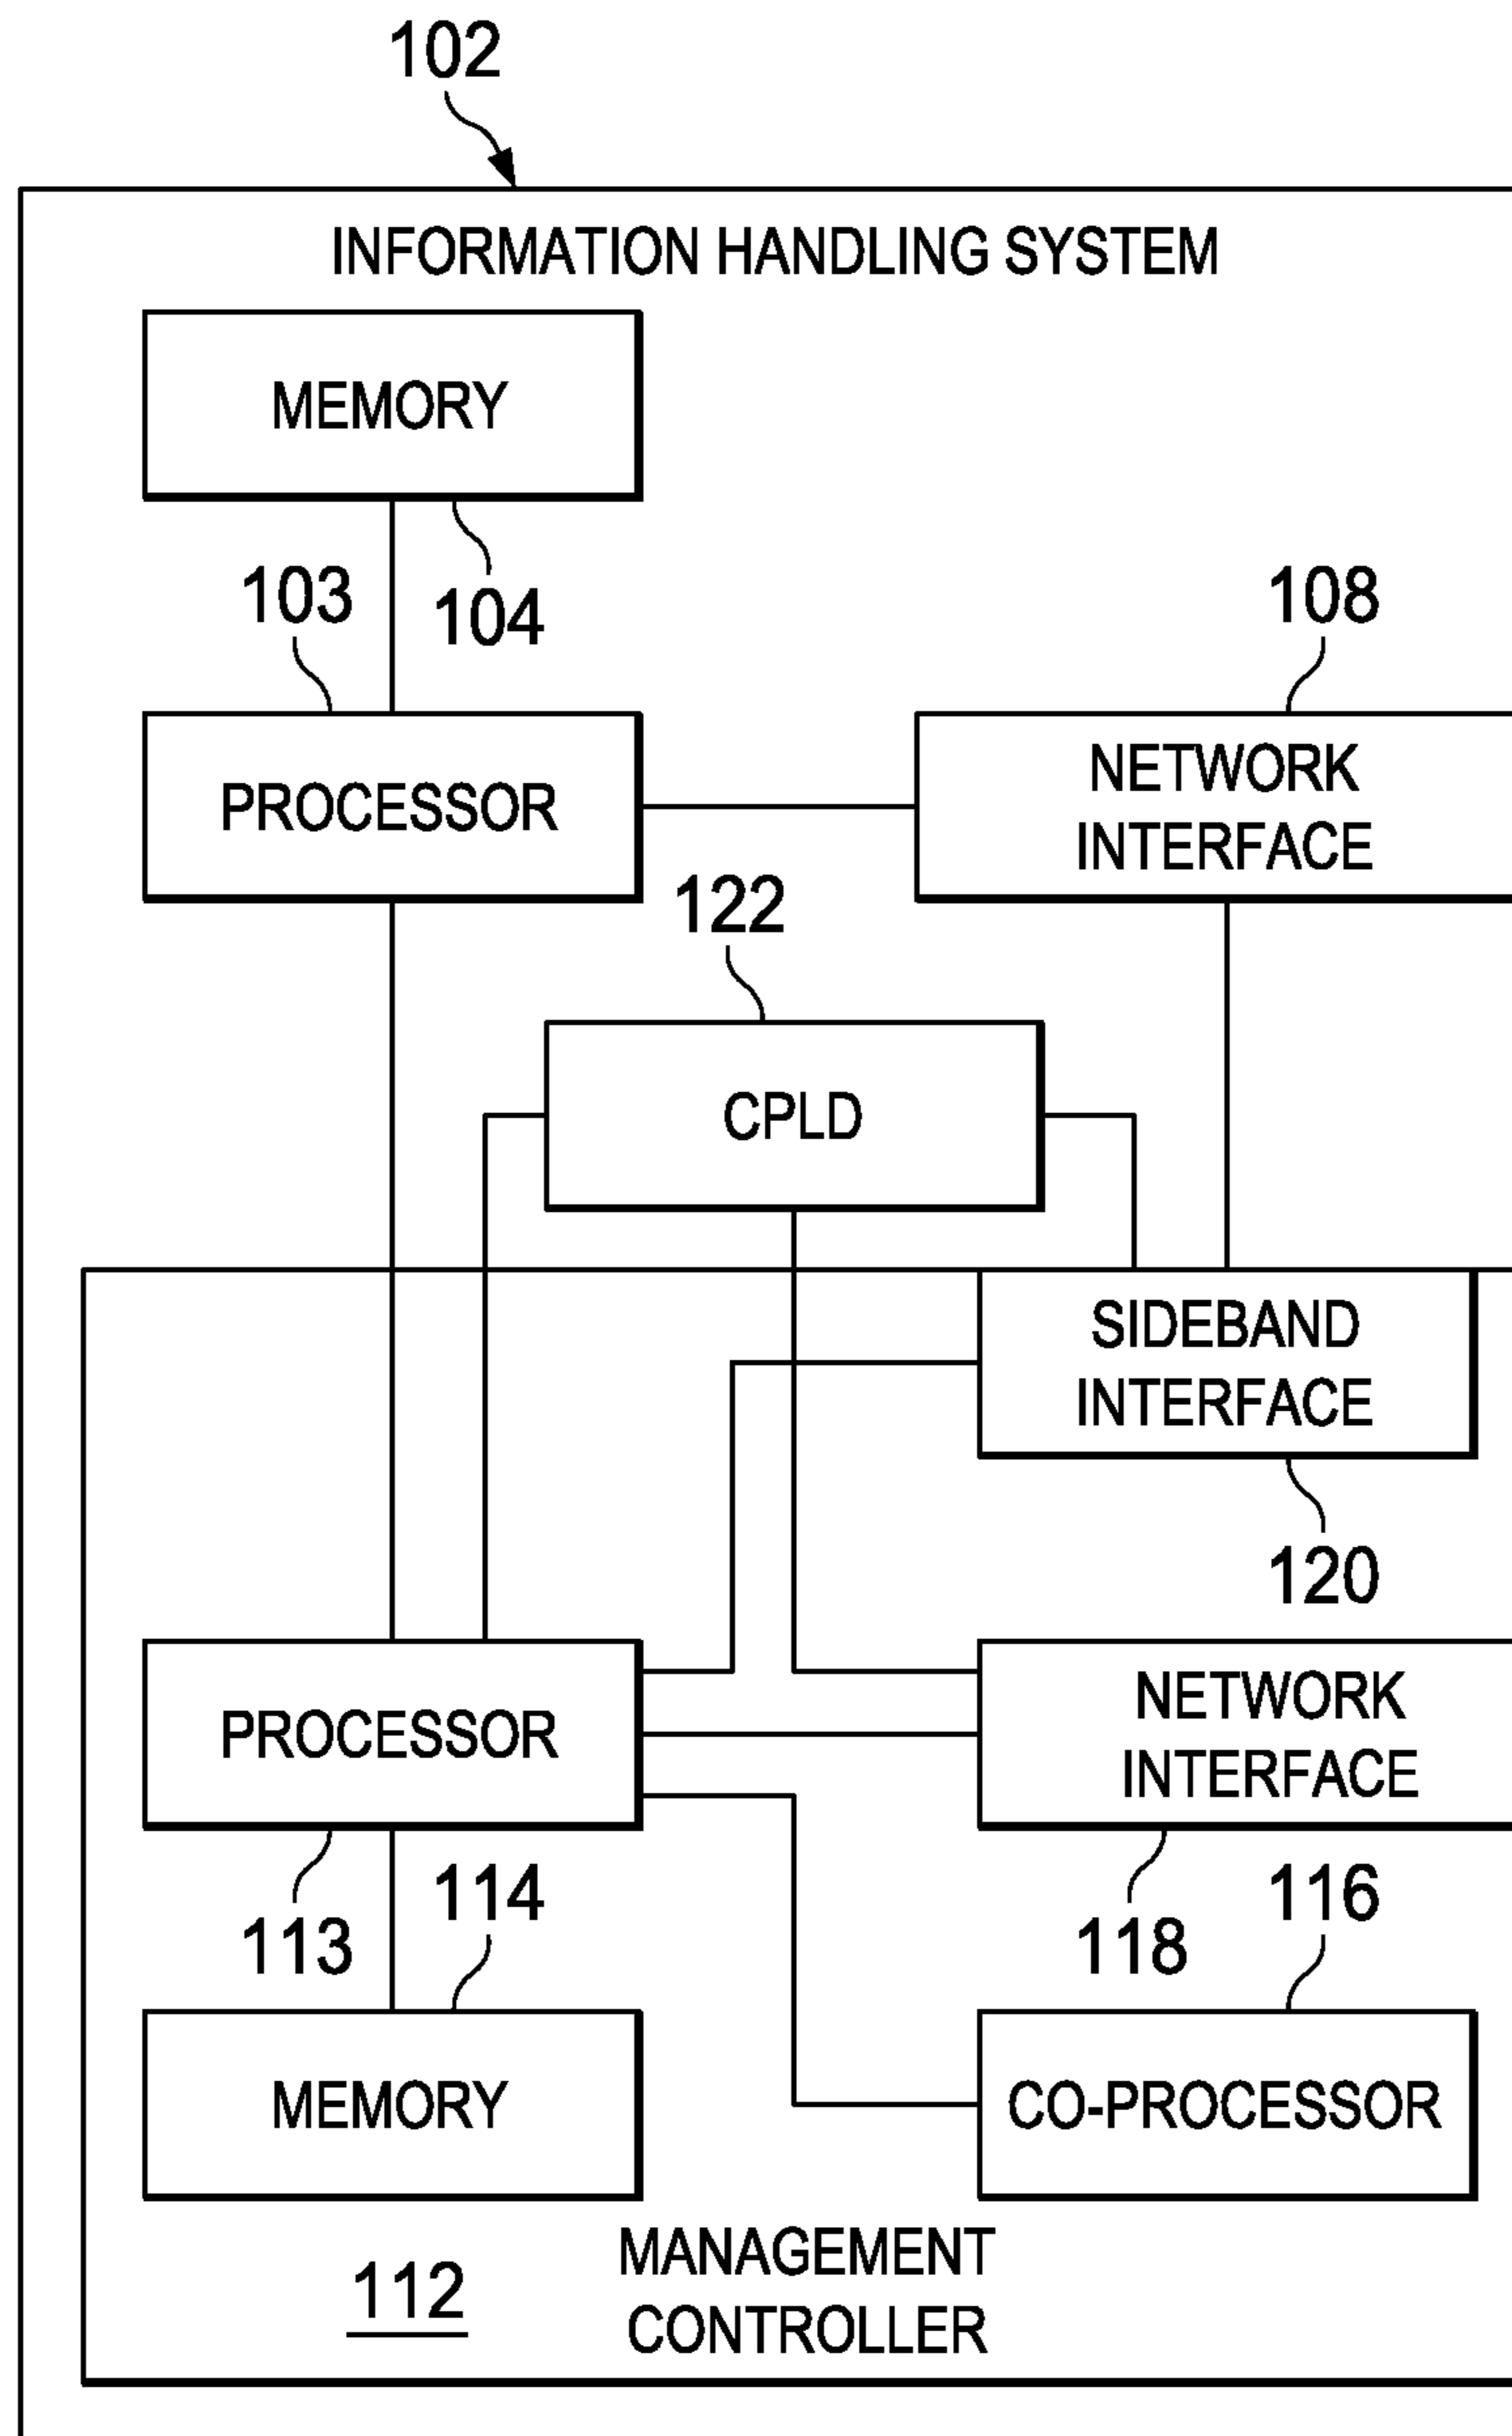 102
INFORMATION HANDLING SYSTEM
MEMORY
103
104
108
PROCESSOR
NETWORK
INTERFACE
122
CPLD
SIDEBAND
INTERFACE
120
PROCESSOR
NETWORK
INTERFACE
113
114
118
116
MEMORY
CO-PROCESSOR
112
MANAGEMENT
CONTROLLER